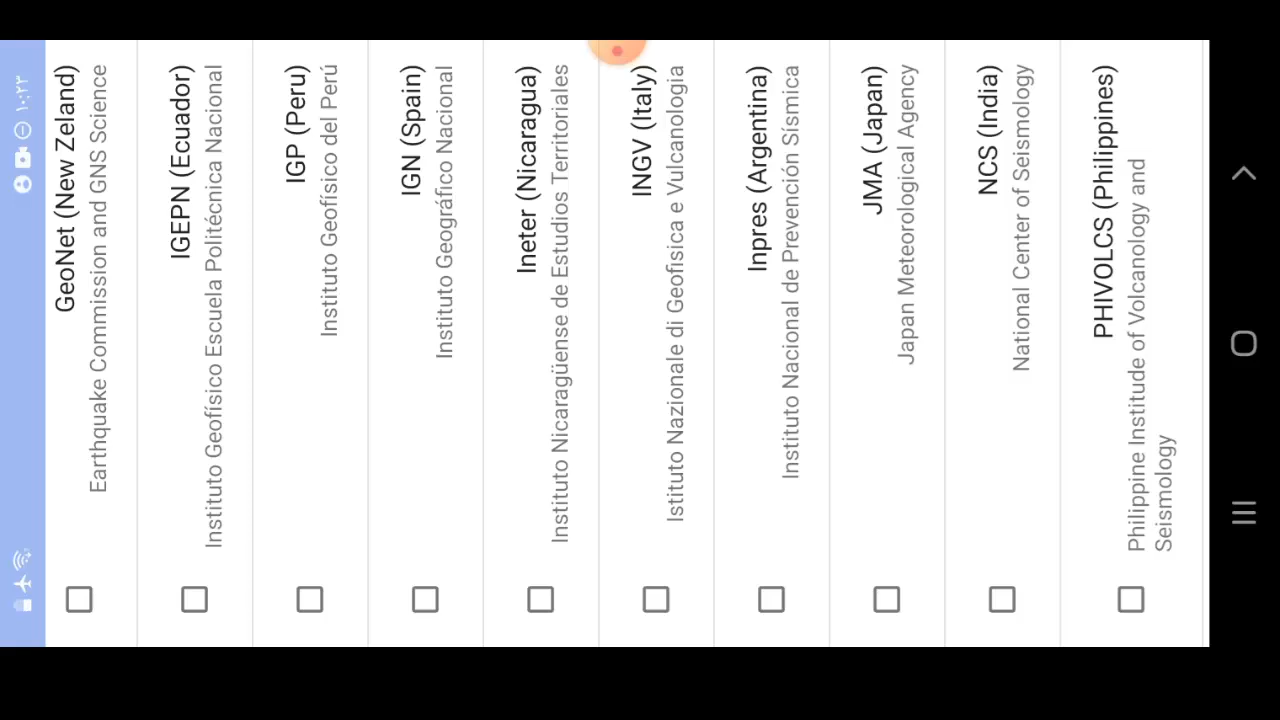 ١٠:٢٣
GeoNet (New Zeland)
Earthquake Commission and GNS Science
IGEPN (Ecuador)
Instituto Geofísico Escuela Politécnica Nacional
IGP (Peru)
Instituto Geofísico del Perú
IGN (Spain)
Instituto Geográfico Nacional
Ineter (Nicaragua)
Instituto Nicaragüense de Estudios Territoriales
INGV (Italy)
Istituto Nazionale di Geofisica e Vulcanologia
Inpres (Argentina)
Instituto Nacional de Prevención Sísmica
JMA (Japan)
Japan Meteorological Agency
NCS (India)
National Center of Seismology
PHIVOLCS (Philippines)
Philippine Institude of Volcanology and
Seismology